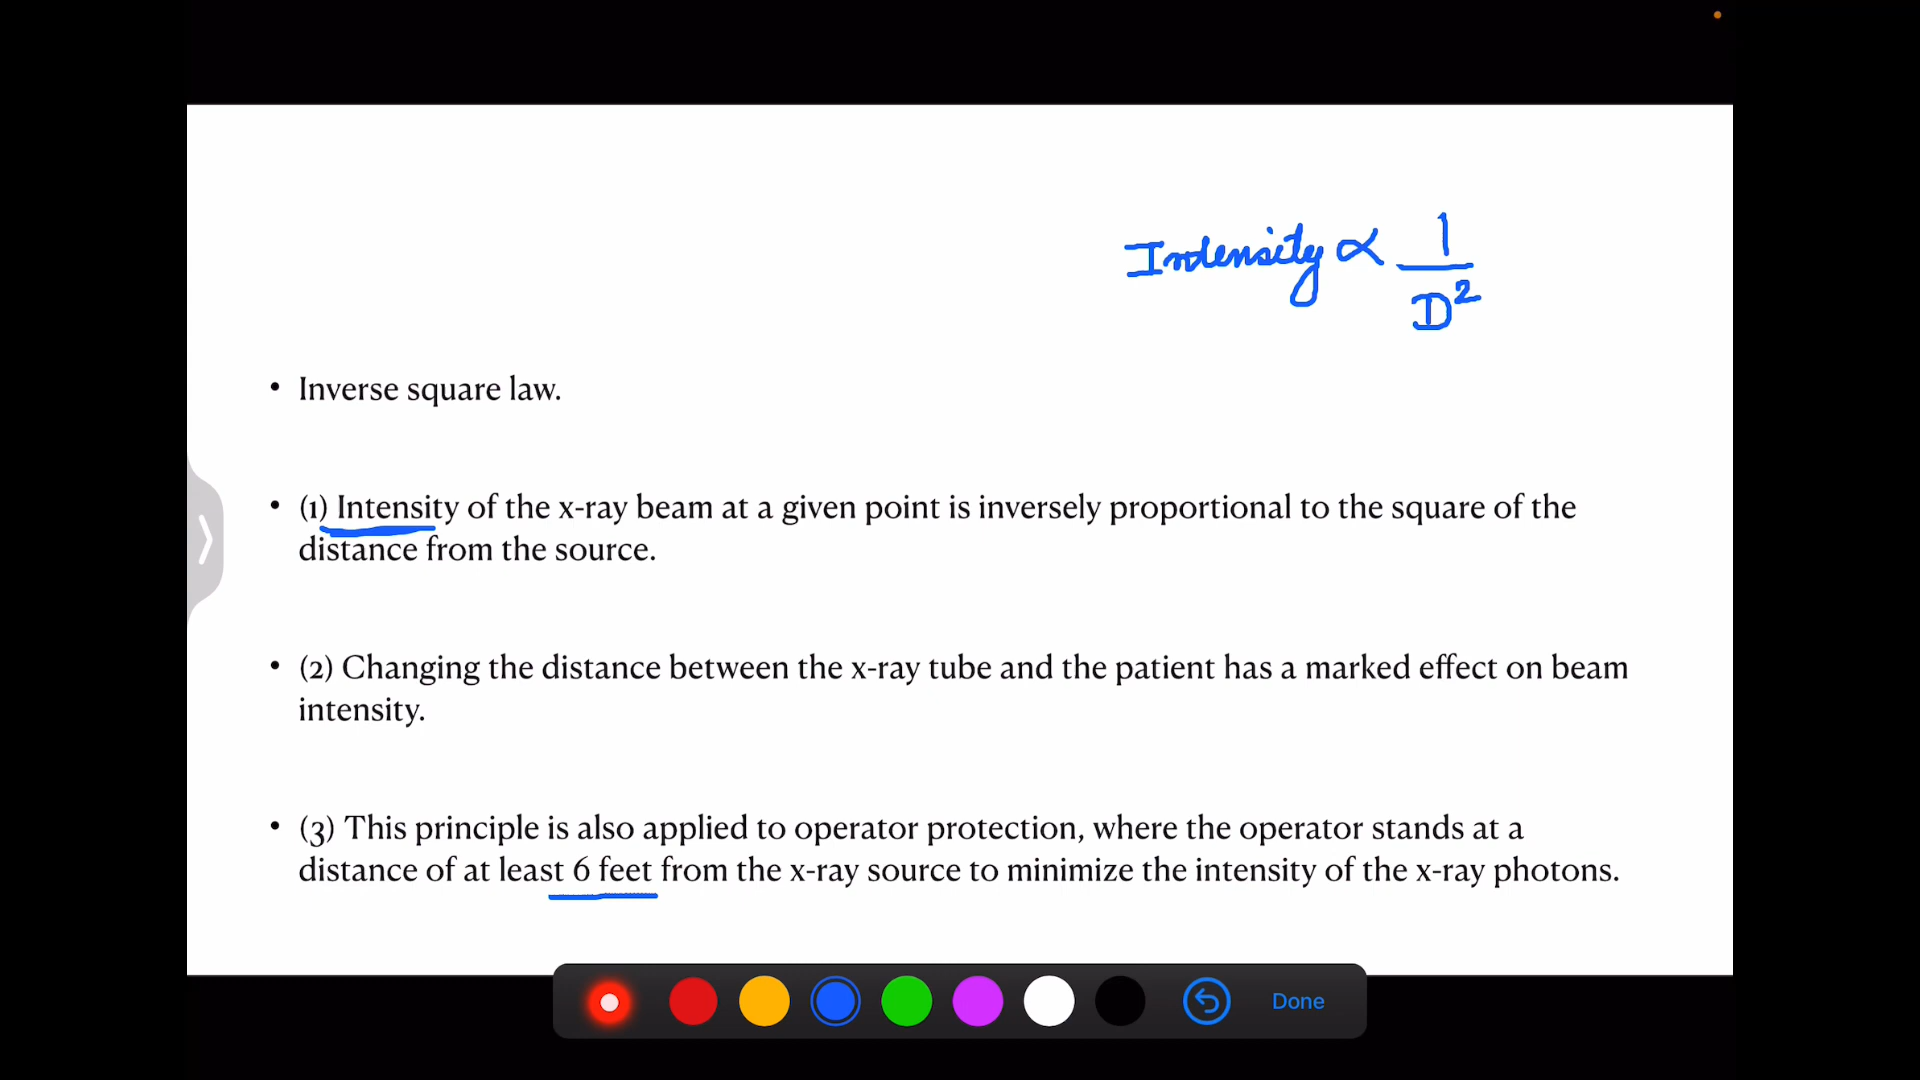 Intensity ∝ 1/D²
• Inverse square law.
• (1) Intensity of the x-ray beam at a given point is inversely proportional to the square of the
distance from the source.
• (2) Changing the distance between the x-ray tube and the patient has a marked effect on beam
intensity.
• (3) This principle is also applied to operator protection, where the operator stands at a
distance of at least 6 feet from the x-ray source to minimize the intensity of the x-ray photons.
Done